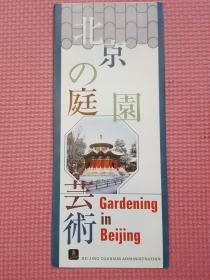 北京の庭園芸術
Gardening
in
Beijing
BEIJING TOURISM ADMINISTRATION